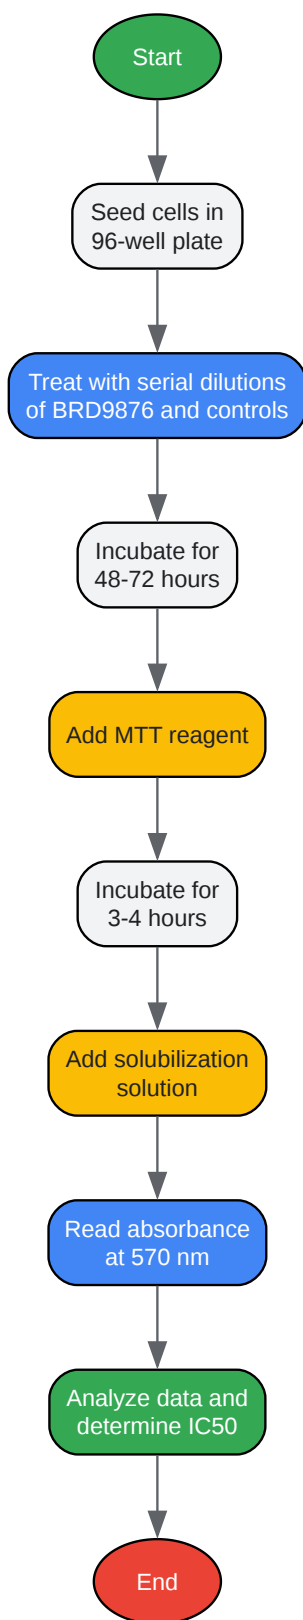 Start
Seed cells in
96-well plate
Treat with serial dilutions
of BRD9876 and controls
Incubate for
48-72 hours
Add MTT reagent
Incubate for
3-4 hours
Add solubilization
solution
Read absorbance
at 570 nm
Analyze data and
determine IC50
End